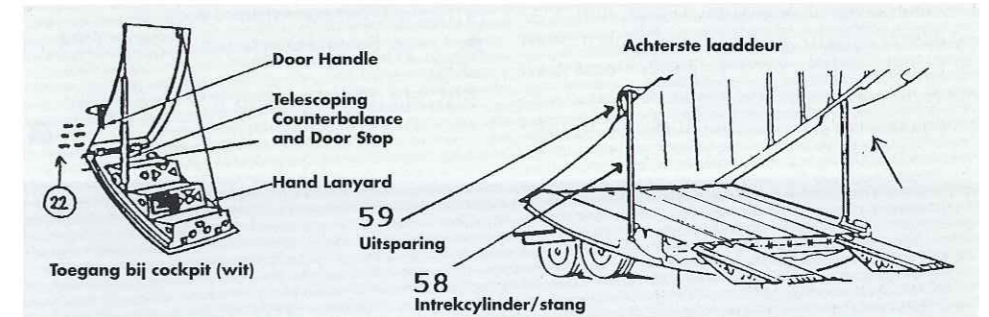 Door Handle
Telescoping
Counterbalance
and Door Stop
Hand Lanyard
22
Toegang bij cockpit (wit)
Achterste laaddeur
59
Uitsparing
58
Intrekcylinder/stang